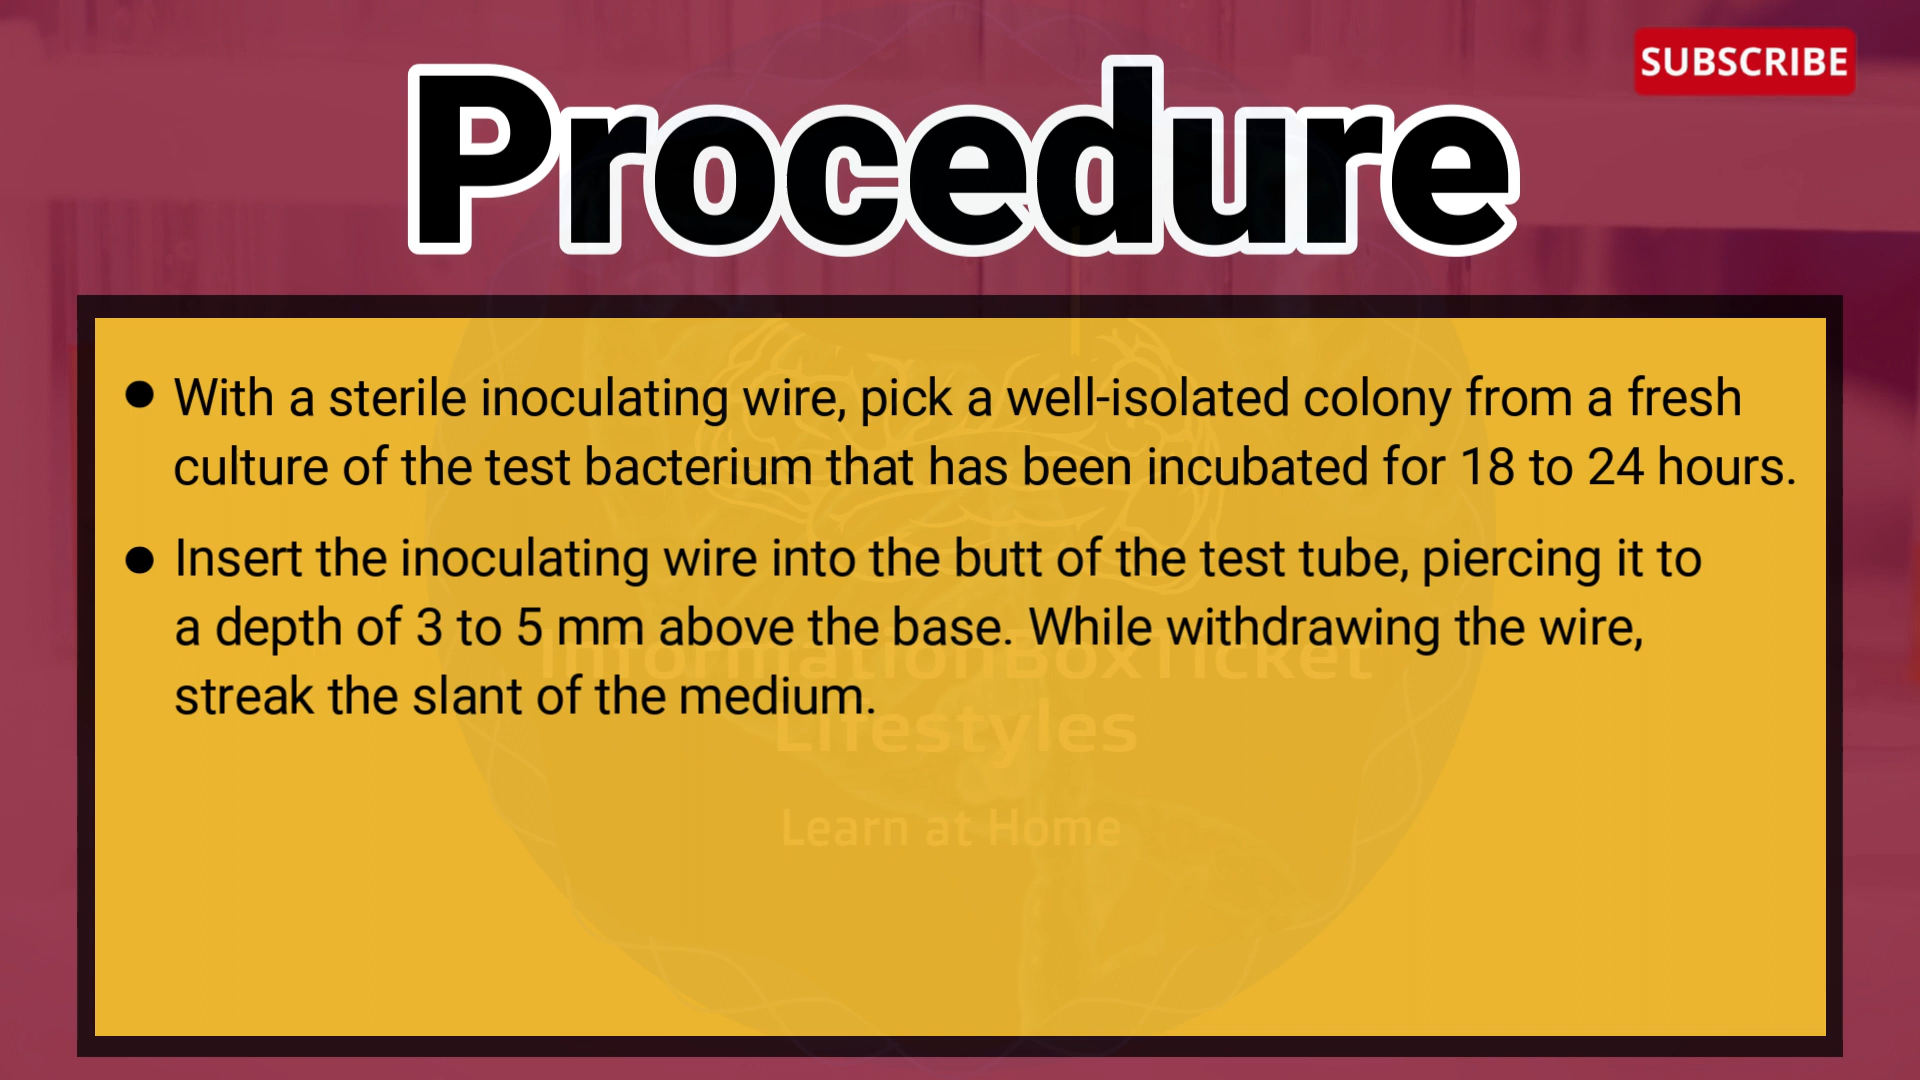 SUBSCRIBE
Procedure
● With a sterile inoculating wire, pick a well-isolated colony from a fresh
culture of the test bacterium that has been incubated for 18 to 24 hours.
● Insert the inoculating wire into the butt of the test tube, piercing it to
a depth of 3 to 5 mm above the base. While withdrawing the wire,
streak the slant of the medium.
InformationBoxTicket
Lifestyles
Learn at Home